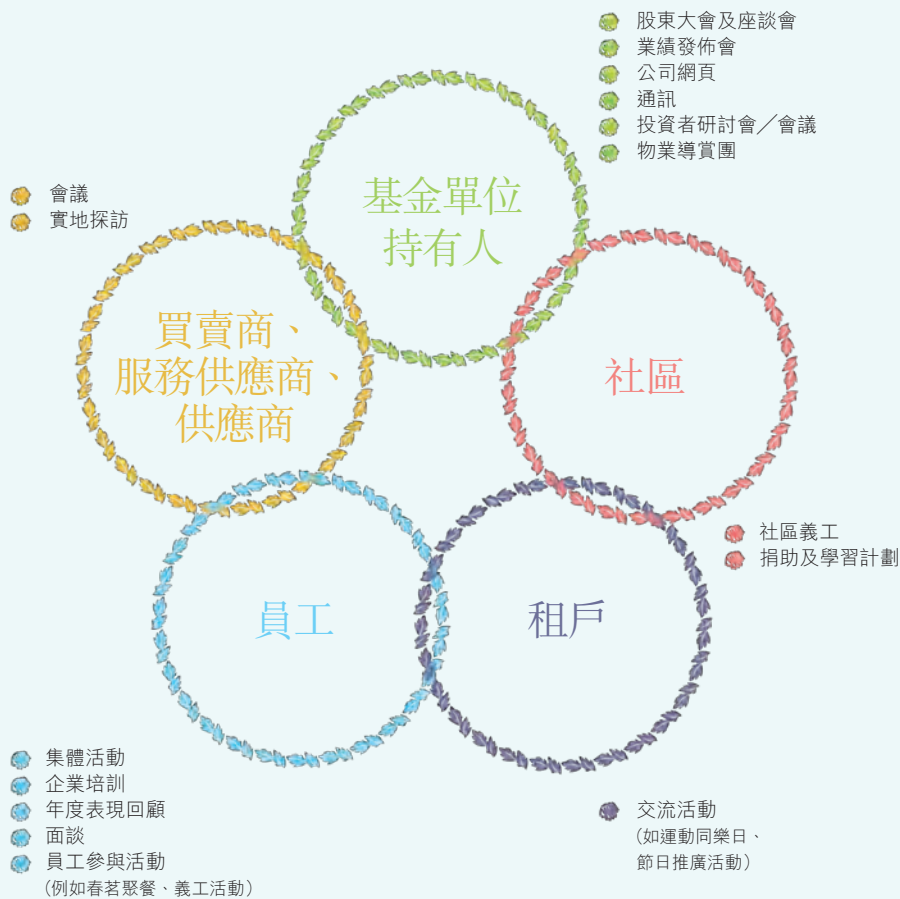 股東大會及座談會
業績發佈會
公司網頁
通訊
投資者研討會／會議
物業導賞團
基金單位
持有人
會議
實地探訪
買賣商、
服務供應商、
供應商
社區
社區義工
捐助及學習計劃
員工
租戶
集體活動
企業培訓
年度表現回顧
面談
員工參與活動
(例如春茗聚餐、義工活動)
交流活動
(如運動同樂日、
節日推廣活動)